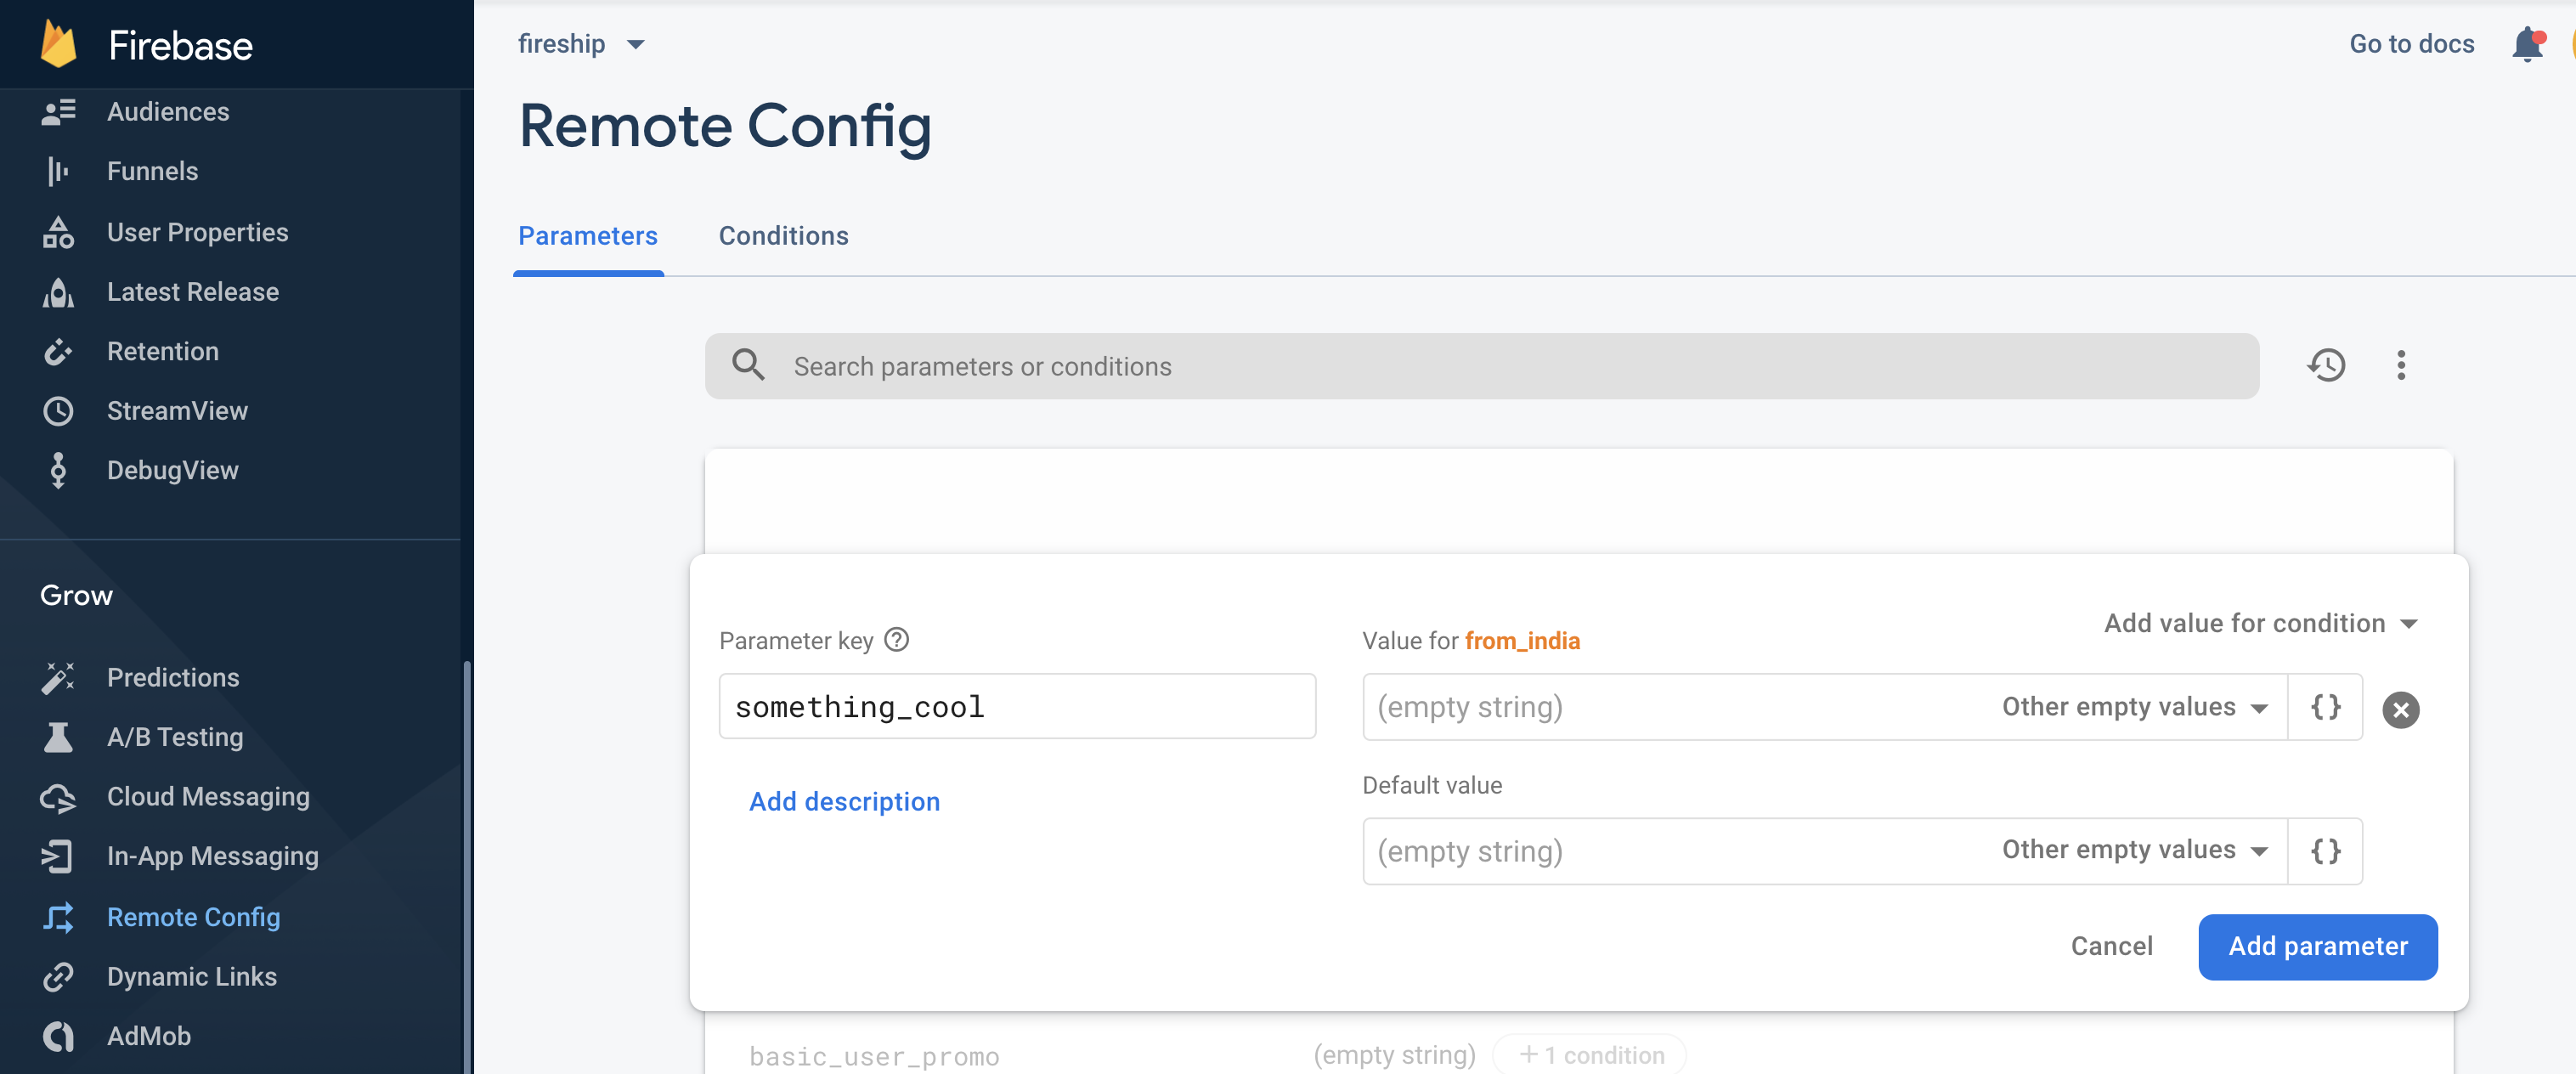 Firebase
Audiences
Funnels
User Properties
Latest Release
Retention
StreamView
DebugView
Grow
Predictions
A/B Testing
Cloud Messaging
In-App Messaging
Remote Config
Dynamic Links
AdMob
fireship
Go to docs
Remote Config
Parameters Conditions
Search parameters or conditions
Add value for condition
Parameter key
something_cool
Add description
Value for from_india
(empty string) Other empty values {}
Default value
(empty string) Other empty values {}
Cancel Add parameter
basic_user_promo (empty string) + 1 condition